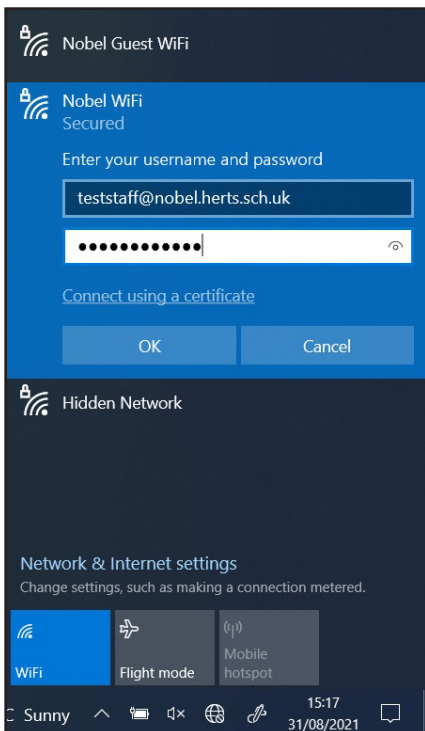 Nobel Guest WiFi
Nobel WiFi
Secured
Enter your username and password
teststaff@nobel.herts.sch.uk
●●●●●●●●●●●●
Connect using a certificate
OK Cancel
Hidden Network
Network & Internet settings
Change settings, such as making a connection metered.
Mobile
WiFi Flight mode hotspot
Sunny 15:17
31/08/2021